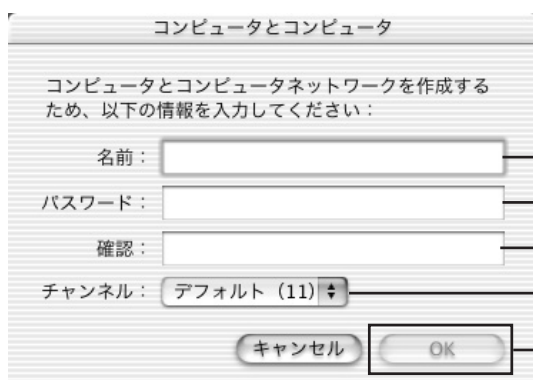 コンピュータとコンピュータ
コンピュータとコンピュータネットワークを作成する
ため、以下の情報を入力してください：
名前：
パスワード：
確認：
チャンネル： デフォルト (11)
キャンセル OK